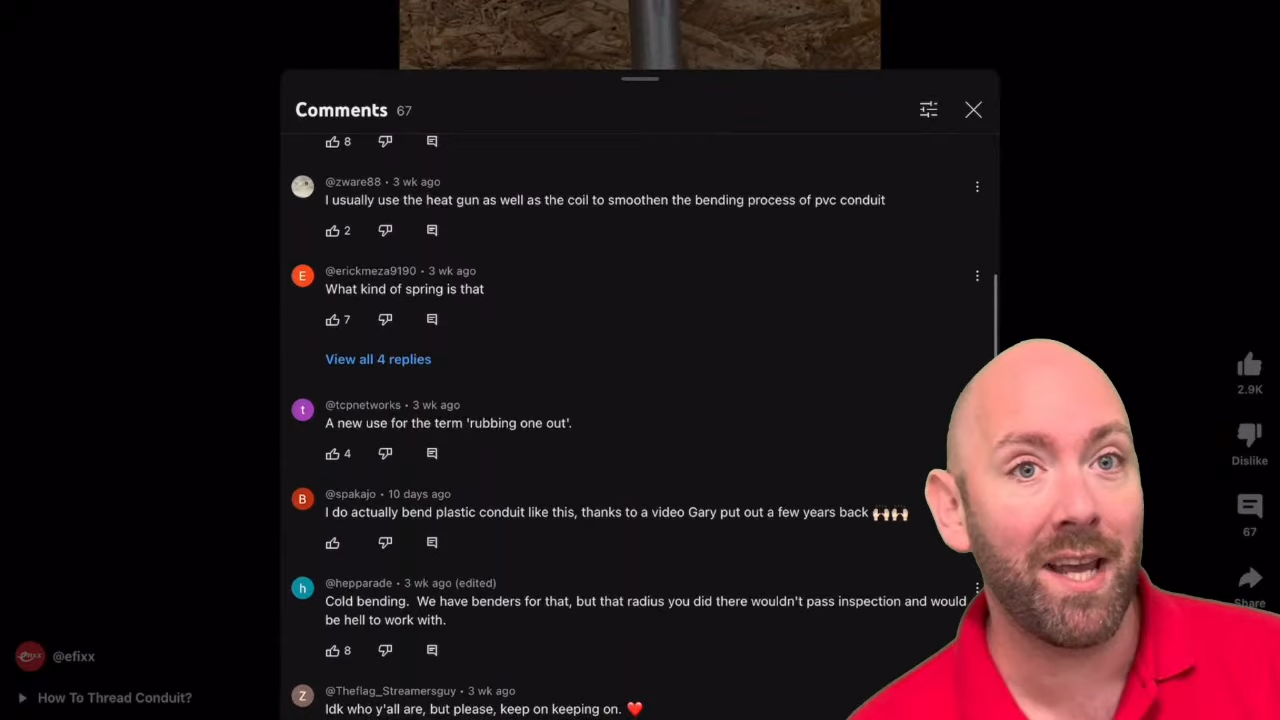 Comments 67
8
@zware88 • 3 wk ago
I usually use the heat gun as well as the coil to smoothen the bending process of pvc conduit
2
E
@erickmeza9190 • 3 wk ago
What kind of spring is that
7
View all 4 replies
t
@tcpnetworks • 3 wk ago
A new use for the term 'rubbing one out'.
4
B
@spakajo • 10 days ago
I do actually bend plastic conduit like this, thanks to a video Gary put out a few years back 🙌🏻🙌🏻
h
@hepparade • 3 wk ago (edited)
Cold bending.  We have benders for that, but that radius you did there wouldn't pass inspection and would
be hell to work with.
8
Z
@Theflag_Streamersguy • 3 wk ago
Idk who y'all are, but please, keep on keeping on. ❤️
2.9K
Dislike
67
Share
efixx
@efixx
How To Thread Conduit?